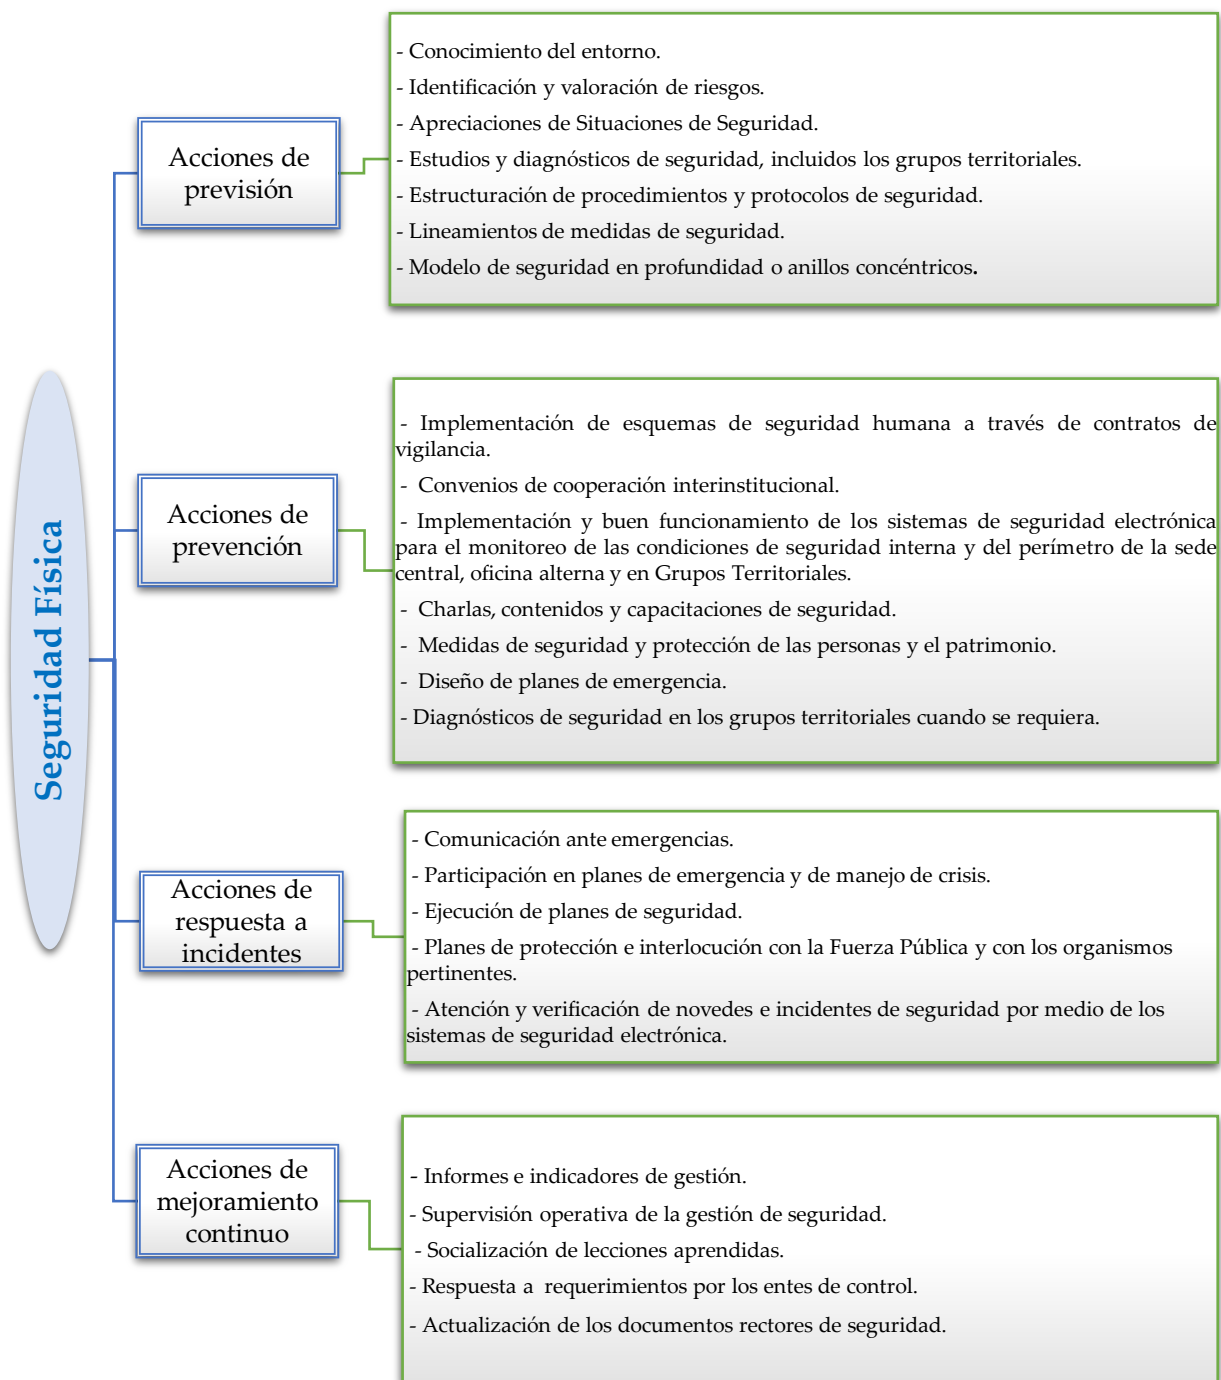 Seguridad Física
Acciones de
previsión
- Conocimiento del entorno.
- Identificación y valoración de riesgos.
- Apreciaciones de Situaciones de Seguridad.
- Estudios y diagnósticos de seguridad, incluidos los grupos territoriales.
- Estructuración de procedimientos y protocolos de seguridad.
- Lineamientos de medidas de seguridad.
- Modelo de seguridad en profundidad o anillos concéntricos.
Acciones de
prevención
- Implementación de esquemas de seguridad humana a través de contratos de
vigilancia.
- Convenios de cooperación interinstitucional.
- Implementación y buen funcionamiento de los sistemas de seguridad electrónica
para el monitoreo de las condiciones de seguridad interna y del perímetro de la sede
central, oficina alterna y en Grupos Territoriales.
- Charlas, contenidos y capacitaciones de seguridad.
- Medidas de seguridad y protección de las personas y el patrimonio.
- Diseño de planes de emergencia.
- Diagnósticos de seguridad en los grupos territoriales cuando se requiera.
Acciones de
respuesta a
incidentes
- Comunicación ante emergencias.
- Participación en planes de emergencia y de manejo de crisis.
- Ejecución de planes de seguridad.
- Planes de protección e interlocución con la Fuerza Pública y con los organismos
pertinentes.
- Atención y verificación de novedes e incidentes de seguridad por medio de los
sistemas de seguridad electrónica.
Acciones de
mejoramiento
continuo
- Informes e indicadores de gestión.
- Supervisión operativa de la gestión de seguridad.
- Socialización de lecciones aprendidas.
- Respuesta a requerimientos por los entes de control.
- Actualización de los documentos rectores de seguridad.